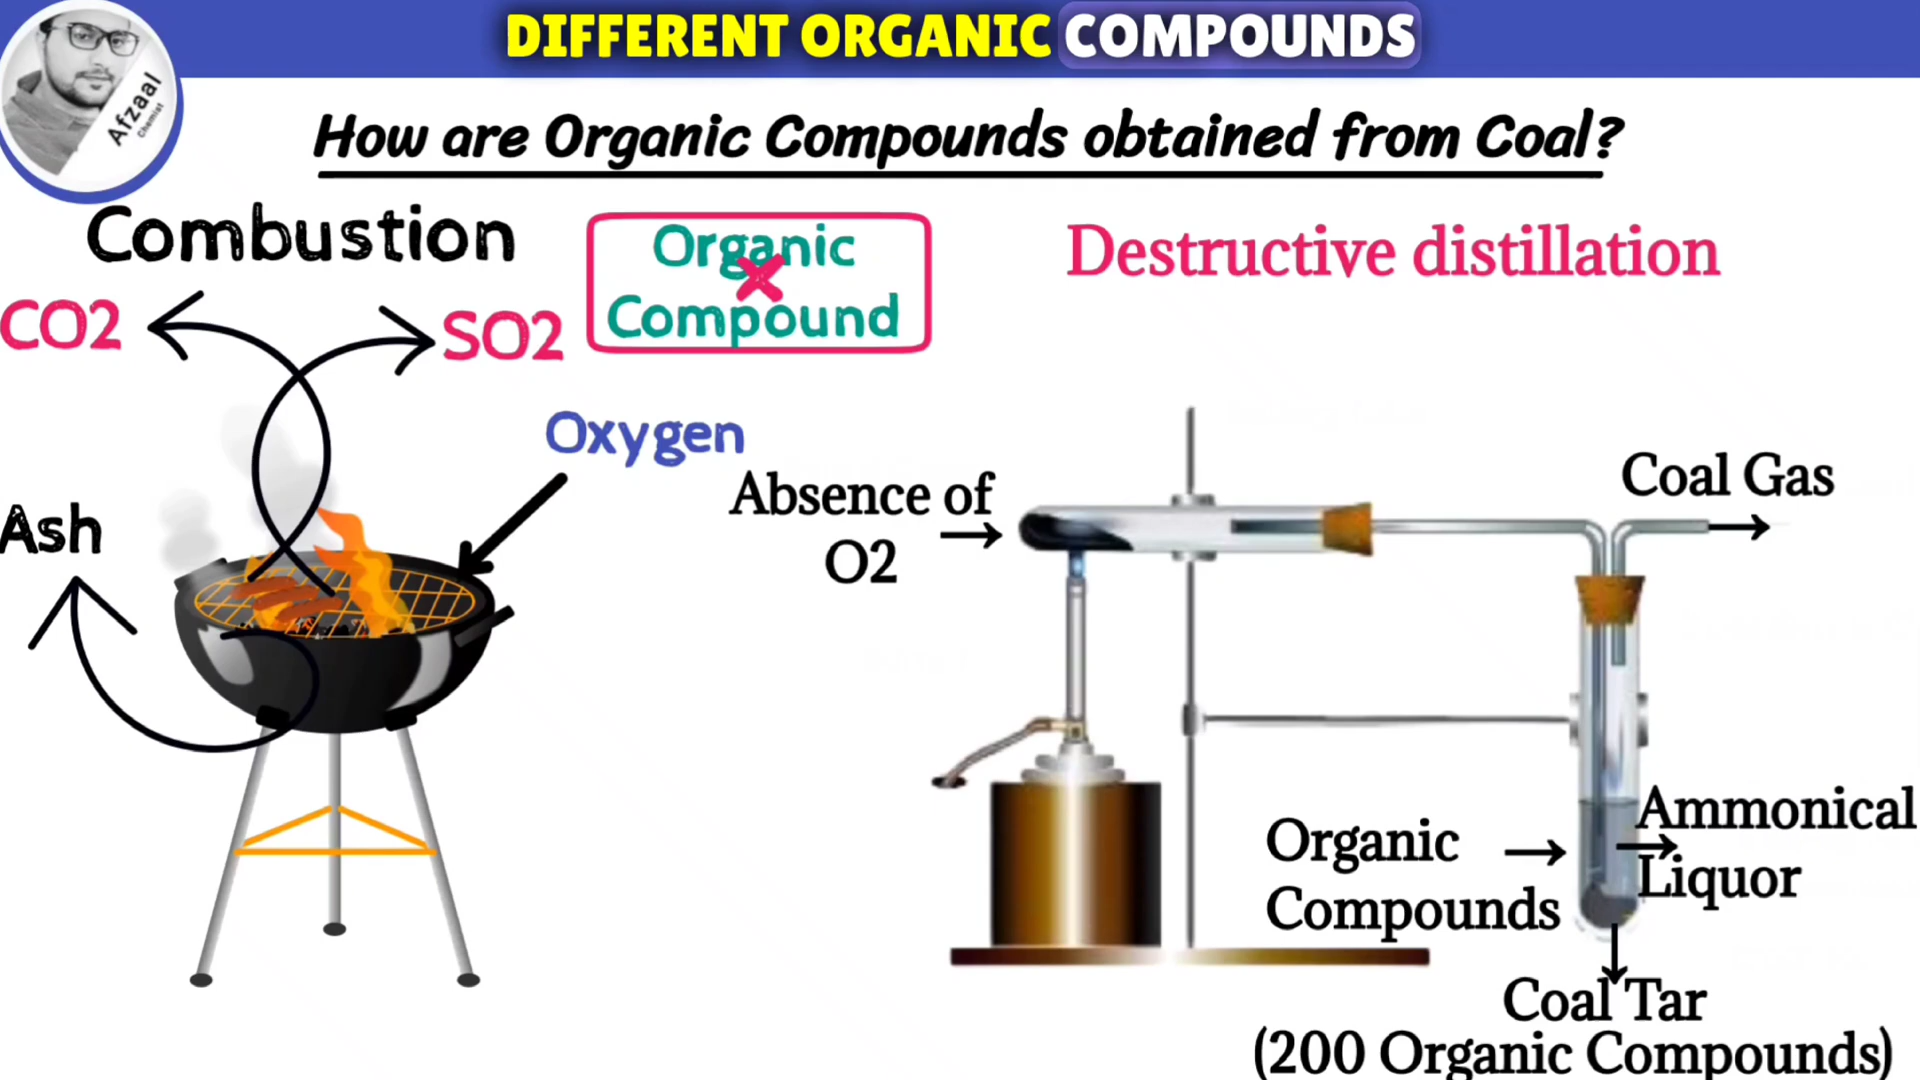 DIFFERENT ORGANIC COMPOUNDS
Afzaal
Chemist
How are Organic Compounds obtained from Coal?
Combustion
Organic
Compound
Destructive distillation
CO2
SO2
Oxygen
Absence of
O2
Coal Gas
Ash
Organic
Compounds
Ammonical
Liquor
Coal Tar
(200 Organic Compounds)